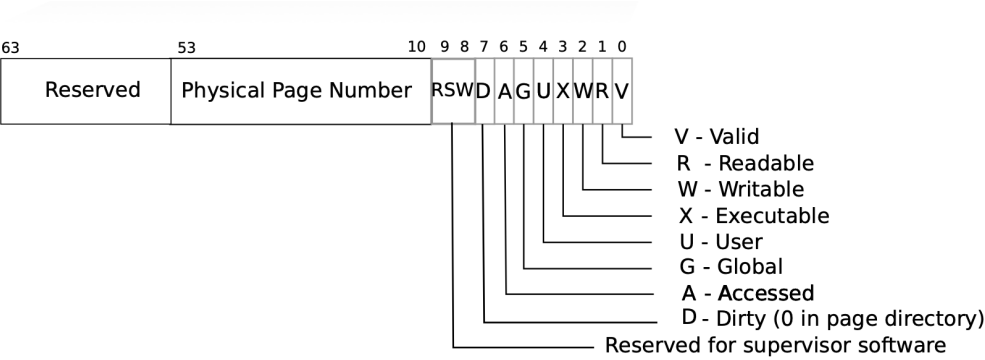 63 53 10 9 8 7 6 5 4 3 2 1 0
Reserved Physical Page Number RSW D A G U X W R V
V - Valid
R - Readable
W - Writable
X - Executable
U - User
G - Global
A - Accessed
D - Dirty (0 in page directory)
Reserved for supervisor software